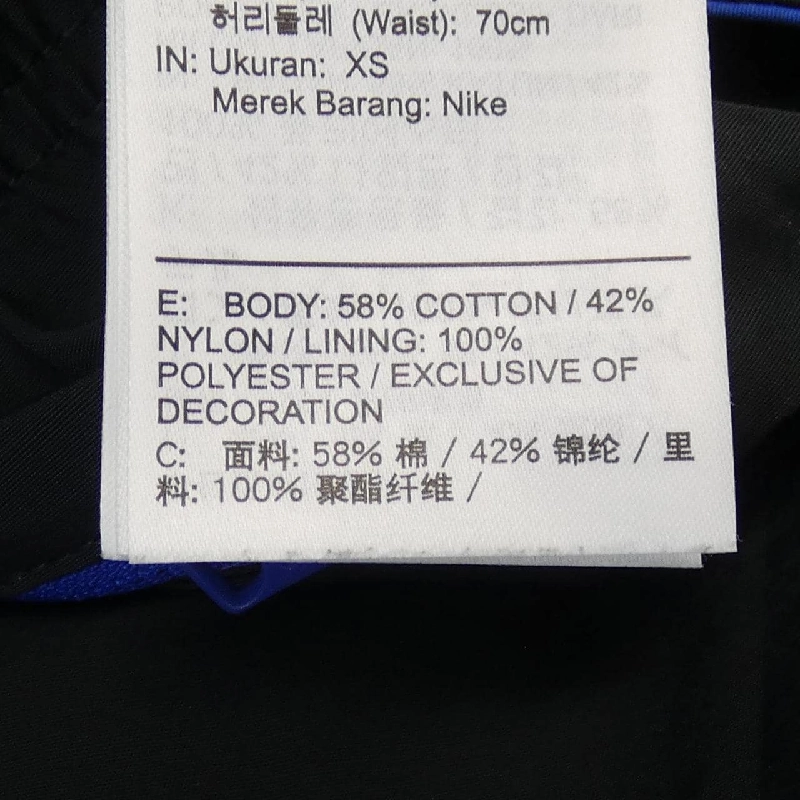 허리둘레 (Waist): 70cm
IN: Ukuran: XS
Merek Barang: Nike
E: BODY: 58% COTTON / 42%
NYLON / LINING: 100%
POLYESTER / EXCLUSIVE OF
DECORATION
C: 面料: 58% 棉 / 42% 锦纶 / 里
料: 100% 聚酯纤维 /